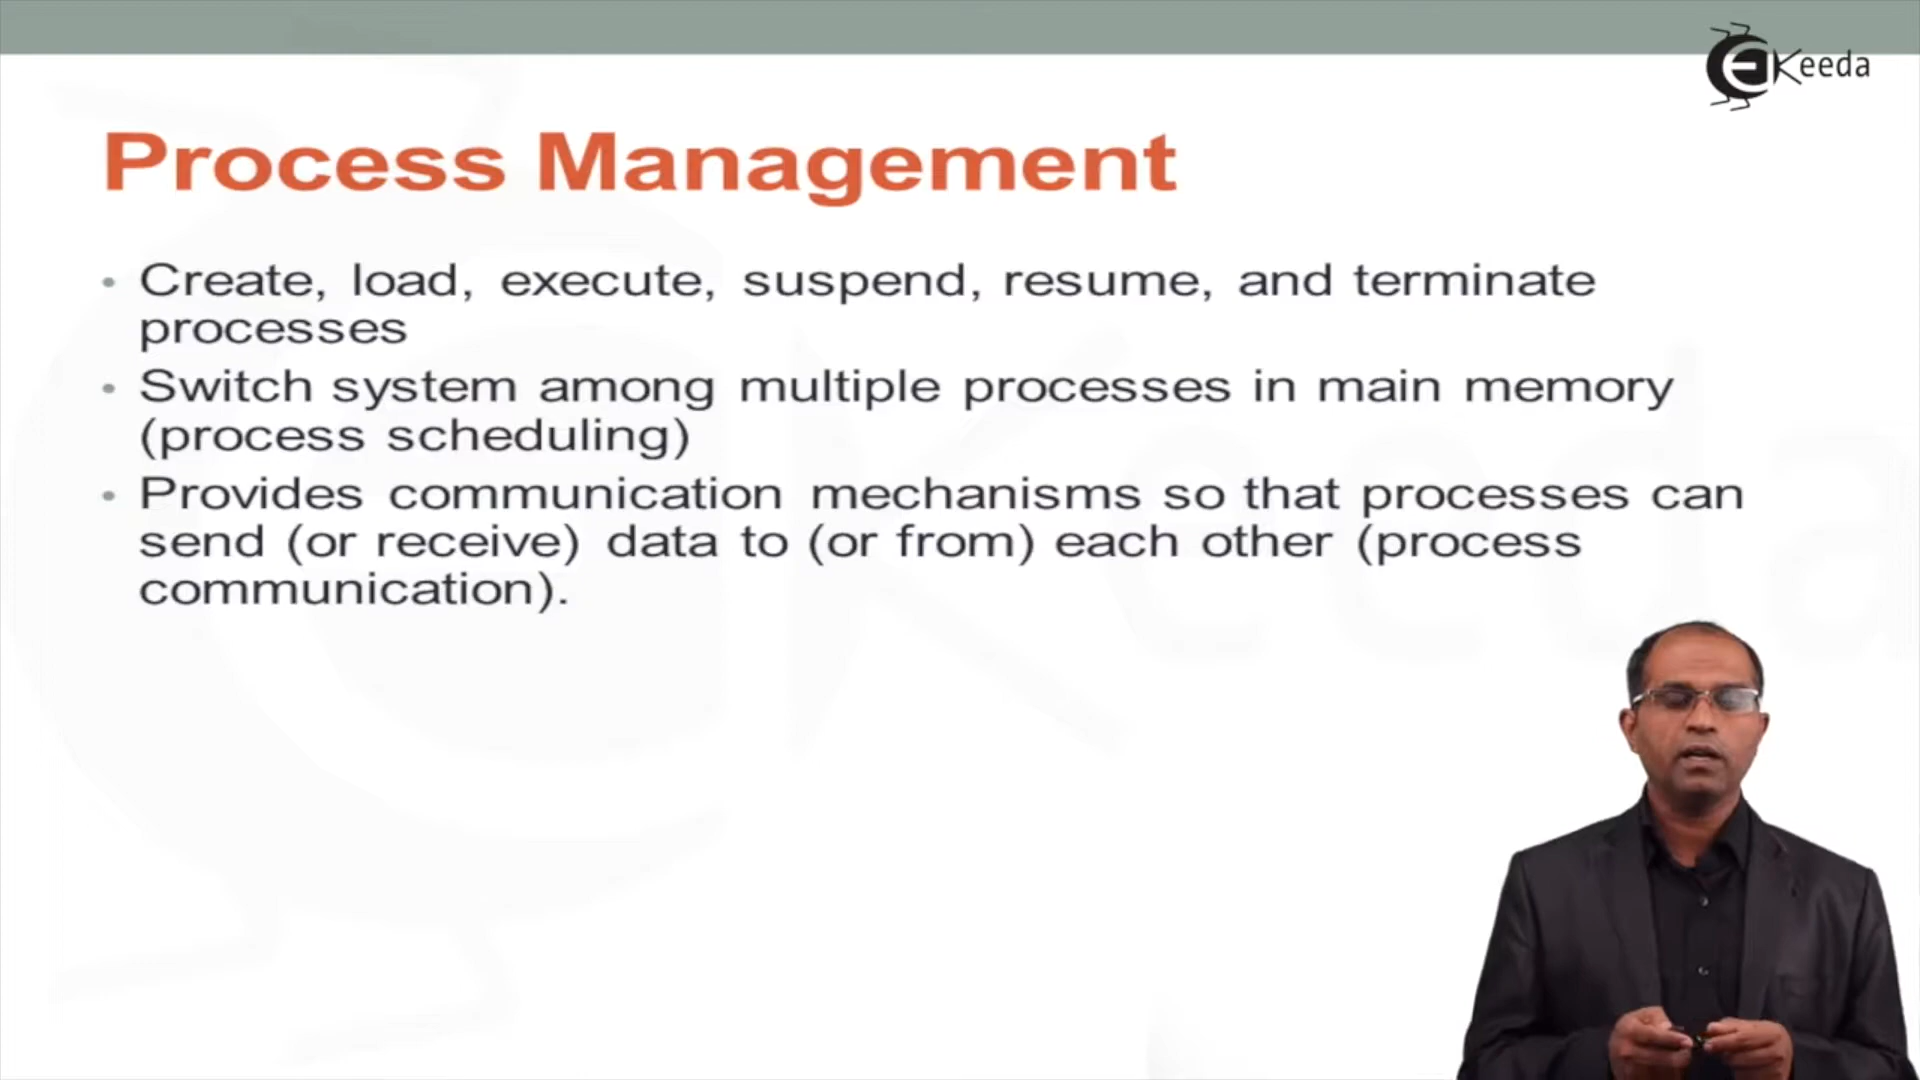 EKeeda
Process Management
• Create, load, execute, suspend, resume, and terminate
processes
• Switch system among multiple processes in main memory
(process scheduling)
• Provides communication mechanisms so that processes can
send (or receive) data to (or from) each other (process
communication).